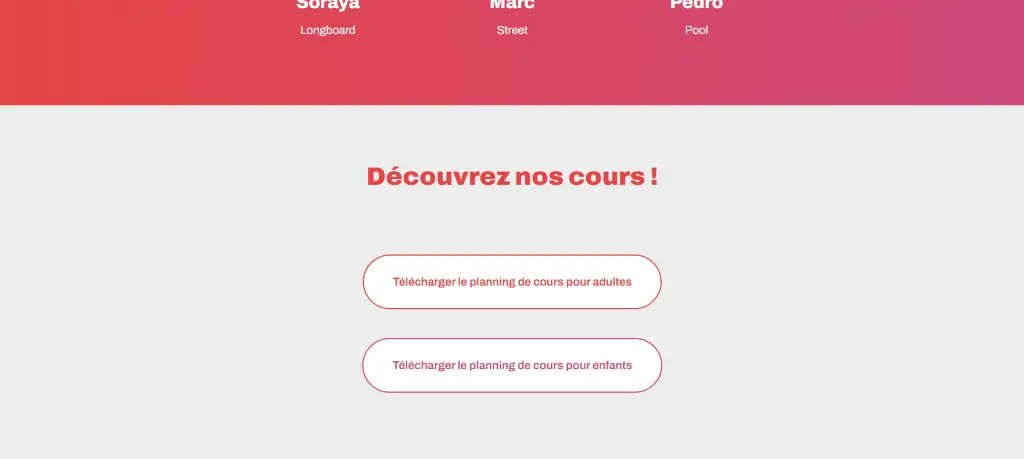 Soraya Marc Pedro
Longboard Street Pool
Découvrez nos cours !
Télécharger le planning de cours pour adultes
Télécharger le planning de cours pour enfants